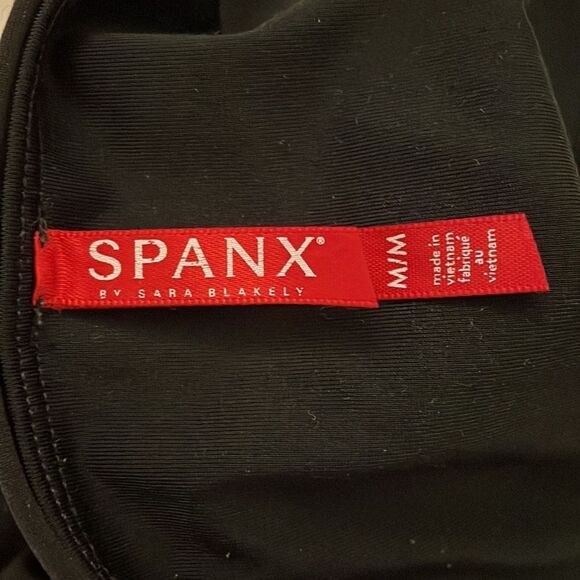 SPANX®
BY SARA BLAKELY
M/M
made in
vietnam
fabriqué
au
vietnam